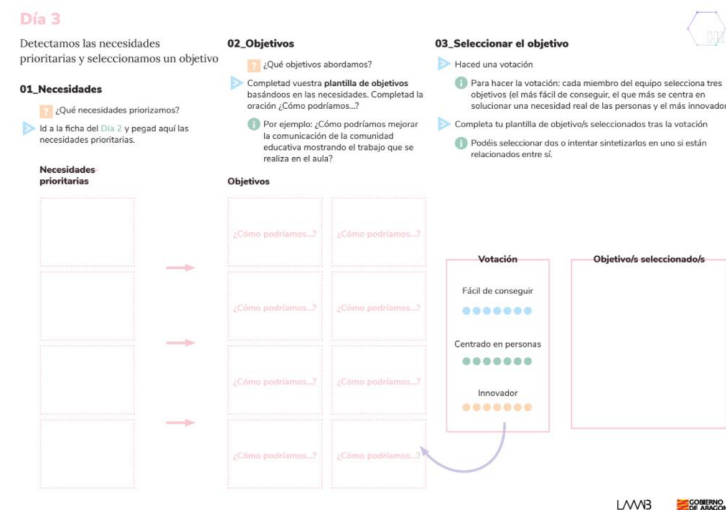 Día 3
Detectamos las necesidades
prioritarias y seleccionamos un objetivo
01_Necesidades
? ¿Qué necesidades priorizamos?
Id a la ficha del Día 2 y pegad aquí las
necesidades prioritarias.
Necesidades
prioritarias
02_Objetivos
? ¿Qué objetivos abordamos?
Completad vuestra plantilla de objetivos
basándoos en las necesidades. Completad la
oración ¿Cómo podríamos...?
i Por ejemplo: ¿Cómo podríamos mejorar
la comunicación de la comunidad
educativa mostrando el trabajo que se
realiza en el aula?
Objetivos
¿Cómo podríamos...? ¿Cómo podríamos...?
¿Cómo podríamos...? ¿Cómo podríamos...?
¿Cómo podríamos...? ¿Cómo podríamos...?
¿Cómo podríamos...? ¿Cómo podríamos...?
03_Seleccionar el objetivo
Haced una votación
i Para hacer la votación: cada miembro del equipo selecciona tres
objetivos (el más fácil de conseguir, el que más se centra en
solucionar una necesidad real de las personas y el más innovador
Completa tu plantilla de objetivo/s seleccionados tras la votación
i Podéis seleccionar dos o intentar sintetizarlos en uno si están
relacionados entre sí.
Votación
Fácil de conseguir
Centrado en personas
Innovador
Objetivo/s seleccionado/s
GOBIERNO
DE ARAGON